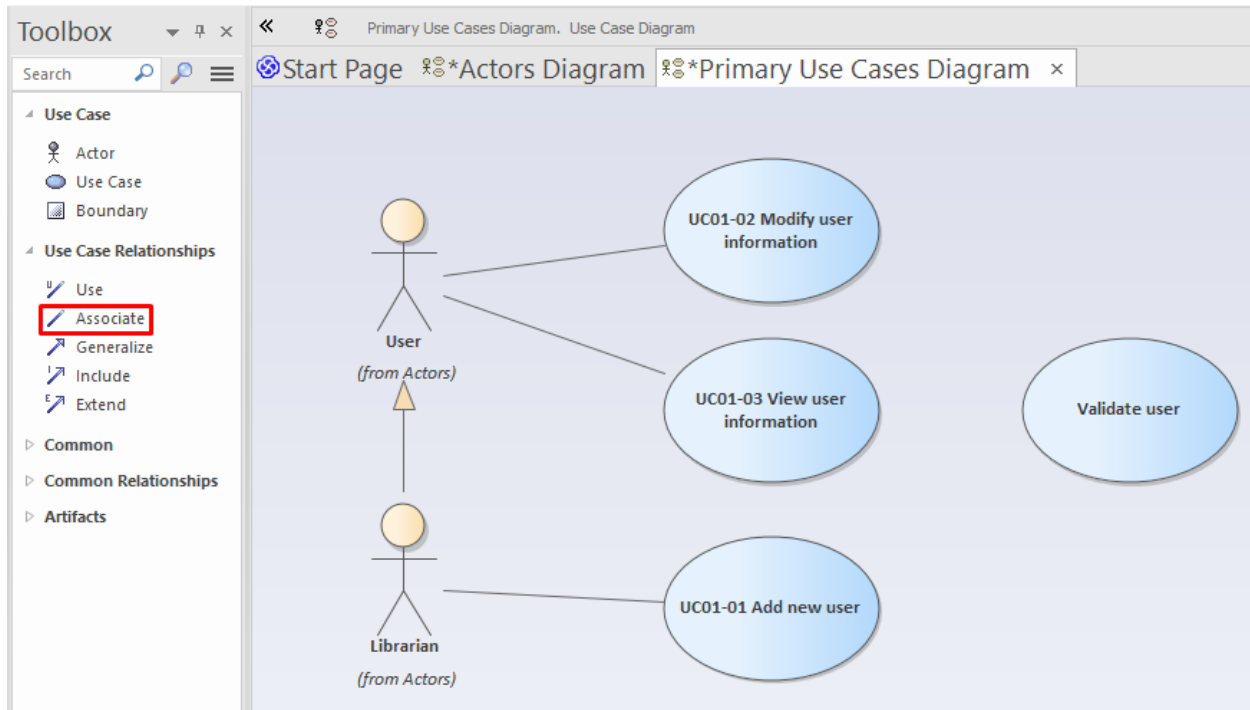 Toolbox
Primary Use Cases Diagram. Use Case Diagram
Search
Start Page *Actors Diagram *Primary Use Cases Diagram ×
Use Case
Actor
Use Case
Boundary
Use Case Relationships
U Use
Associate
Generalize
I Include
E Extend
Common
Common Relationships
Artifacts
UC01-02 Modify user
information
User
(from Actors)
UC01-03 View user
information
Validate user
UC01-01 Add new user
Librarian
(from Actors)